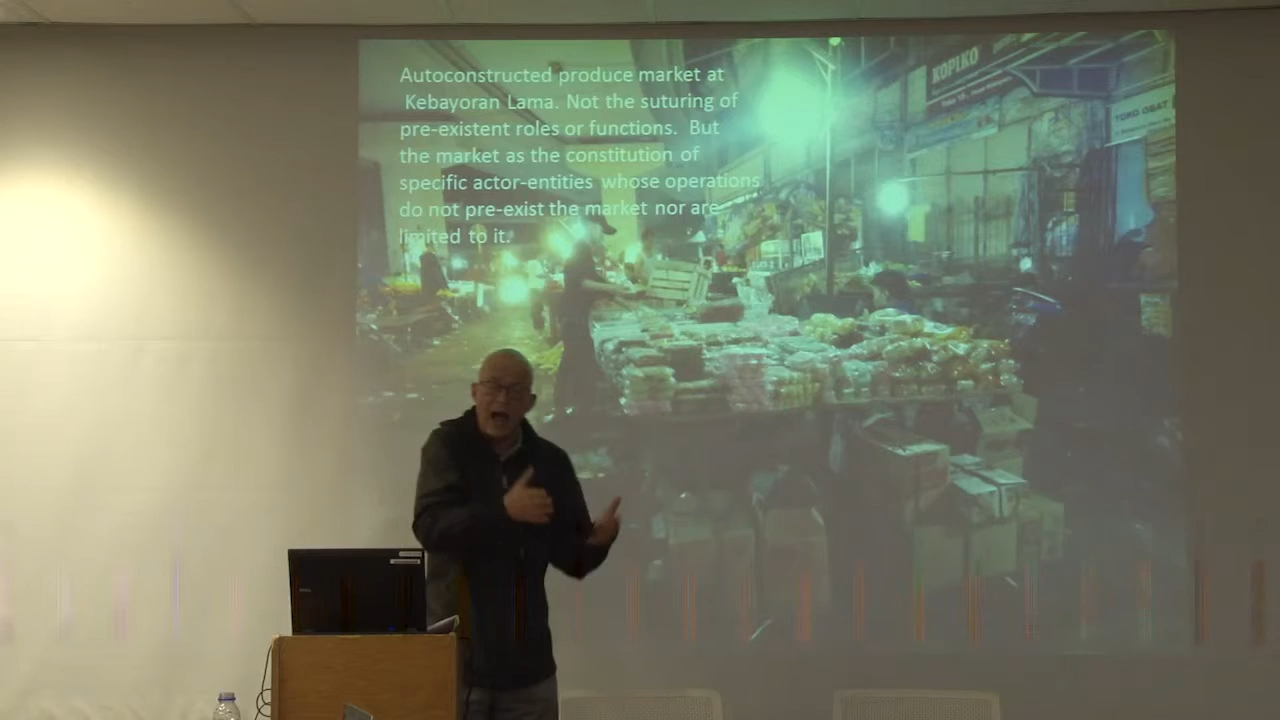 Autoconstructed produce market at
Kebayoran Lama. Not the suturing of
pre-existent roles or functions. But
the market as the constitution of
specific actor-entities whose operations
do not pre-exist the market nor are
limited to it.
KOPIKO
TOKO OBAT